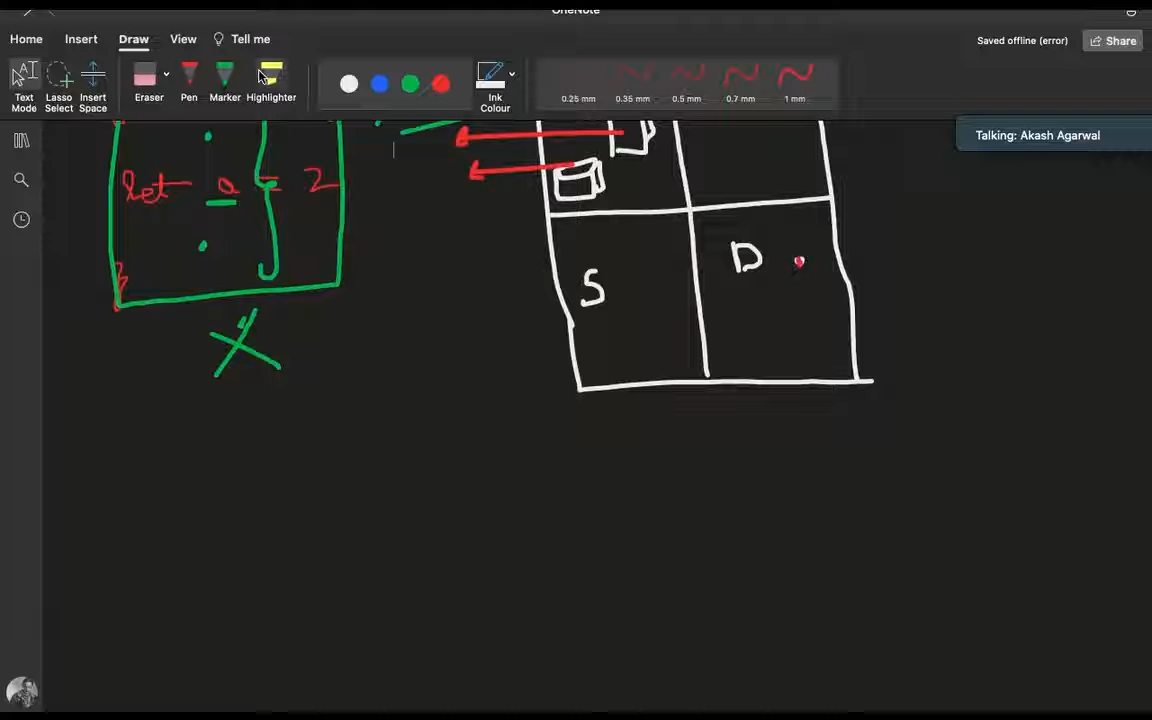 OneNote
Home Insert Draw View Tell me
Saved offline (error) Share
Text Mode
Lasso Select
Insert Space
Eraser
Pen
Marker
Highlighter
Ink Colour
0.25 mm 0.35 mm 0.5 mm 0.7 mm 1 mm
Talking: Akash Agarwal
let a = 2
}
S
D